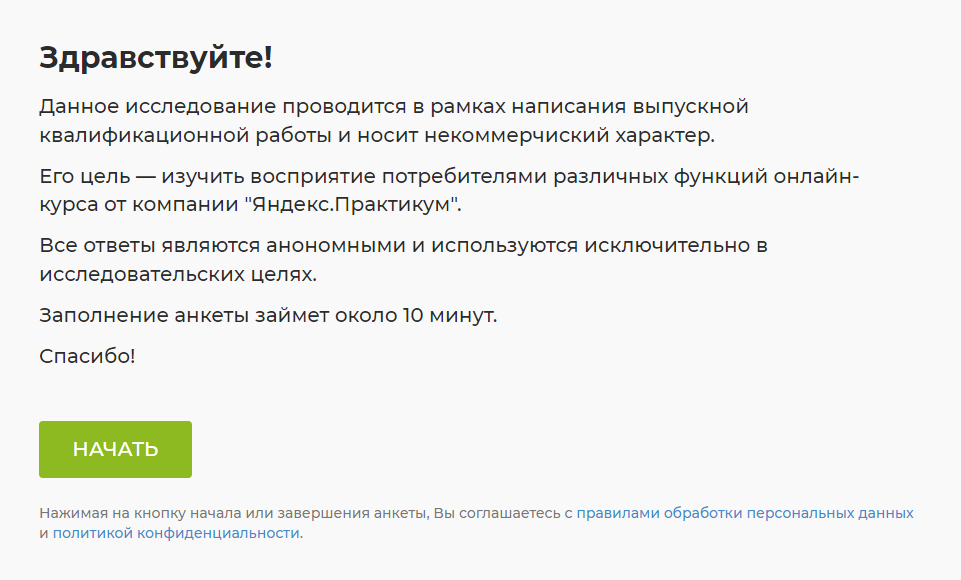 Здравствуйте!
Данное исследование проводится в рамках написания выпускной
квалификационной работы и носит некоммерчиский характер.
Его цель — изучить восприятие потребителями различных функций онлайн-
курса от компании "Яндекс.Практикум".
Все ответы являются анономными и используются исключительно в
исследовательских целях.
Заполнение анкеты займет около 10 минут.
Спасибо!
НАЧАТЬ
Нажимая на кнопку начала или завершения анкеты, Вы соглашаетесь с правилами обработки персональных данных
и политикой конфиденциальности.